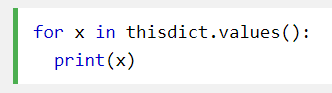 for x in thisdict.values():
  print(x)